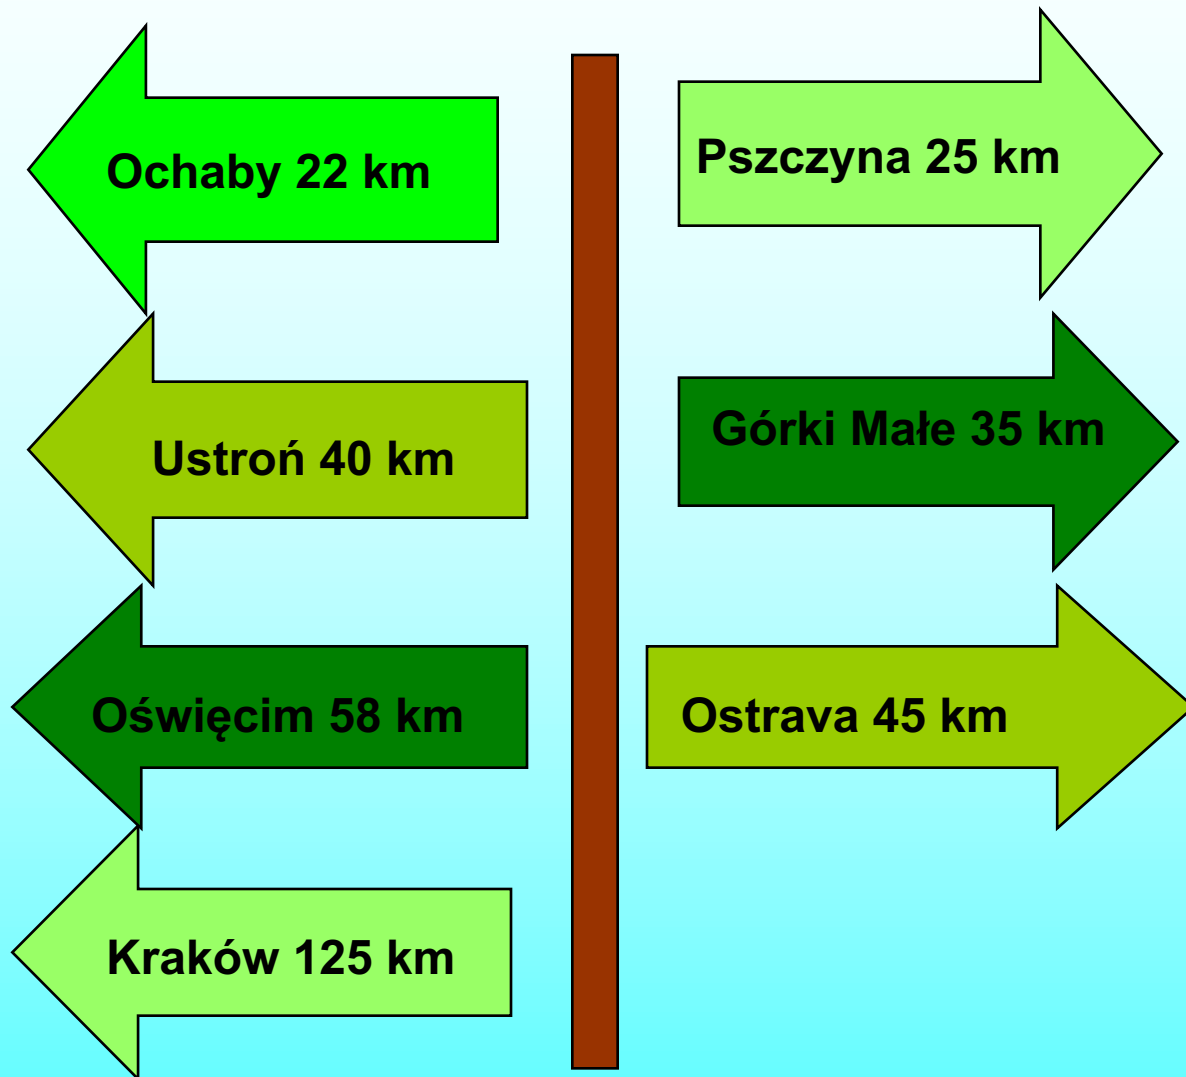 Ochaby 22 km
Pszczyna 25 km
Ustroń 40 km
Górki Małe 35 km
Oświęcim 58 km
Ostrava 45 km
Kraków 125 km